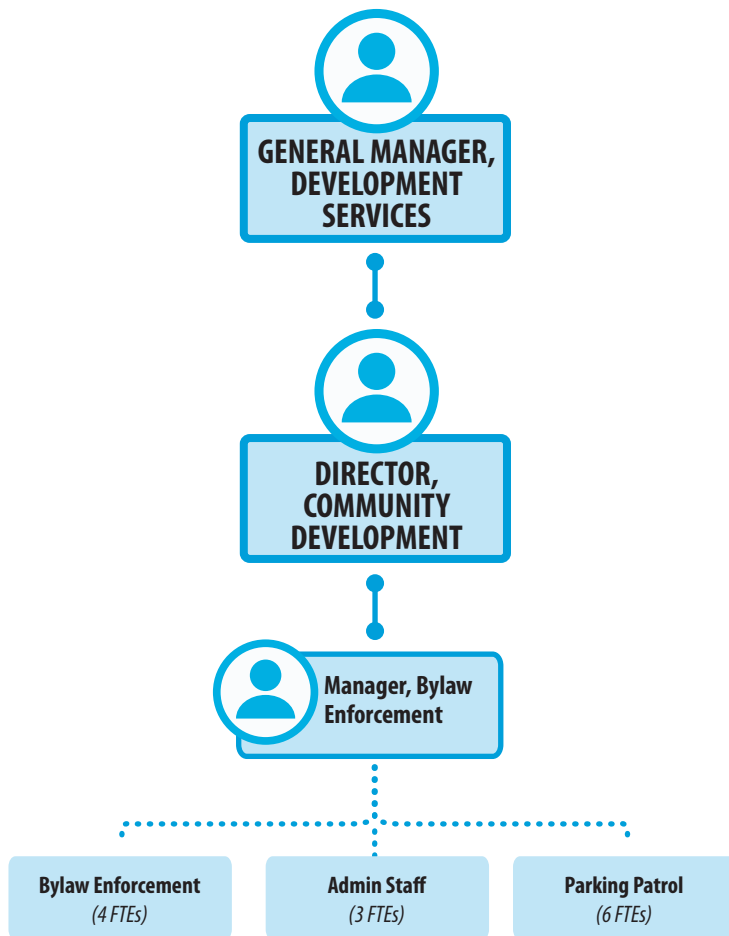 GENERAL MANAGER,
DEVELOPMENT
SERVICES
DIRECTOR,
COMMUNITY
DEVELOPMENT
Manager, Bylaw
Enforcement
Bylaw Enforcement
(4 FTEs)
Admin Staff
(3 FTEs)
Parking Patrol
(6 FTEs)